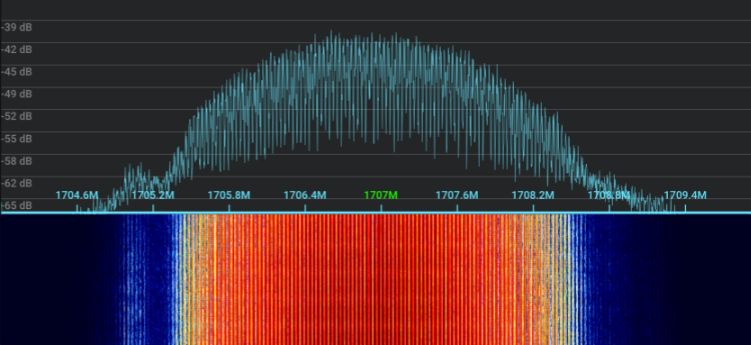 -39 dB
-42 dB
-45 dB
-49 dB
-52 dB
-55 dB
-58 dB
-62 dB
1704.6M 1705.2M 1705.8M 1706.4M 1707M 1707.6M 1708.2M 1708.8M 1709.4M
-65 dB